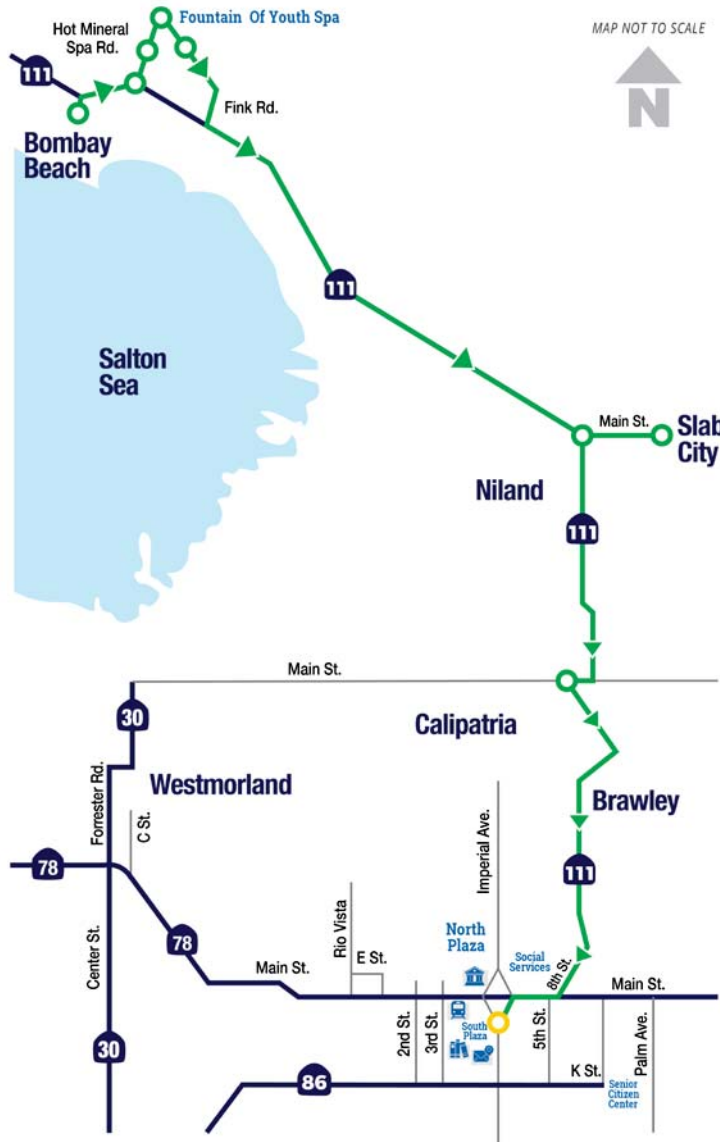 Fountain Of Youth Spa
MAP NOT TO SCALE
Hot Mineral
Spa Rd.
N
111
Fink Rd.
Bombay
Beach
111
Salton
Sea
Main St.
Slab
City
Niland
111
Main St.
30
Calipatria
Forrester Rd.
Westmorland
C St.
Imperial Ave.
Brawley
78
111
78
Rio Vista
North
Plaza
Social
Services
8th St.
Center St.
E St.
Main St.
Main St.
2nd St.
3rd St.
South
Plaza
5th St.
Palm Ave.
30
86
K St.
Senior
Citizen
Center